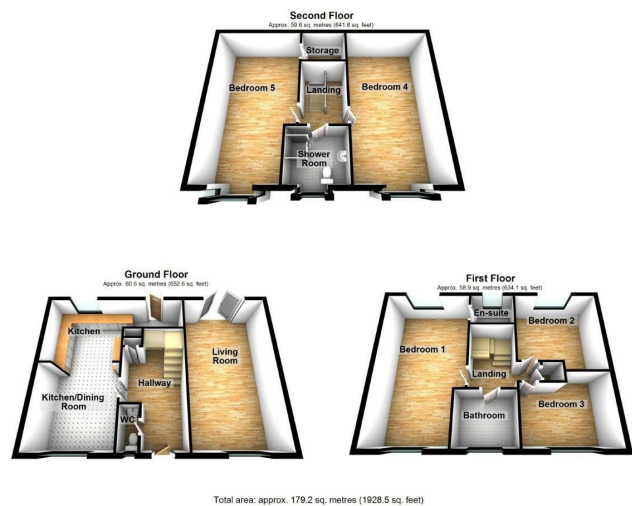 Second Floor
Approx. 59.6 sq. metres (641.8 sq. feet)
Storage
Bedroom 5
Landing
Bedroom 4
Shower
Room
Ground Floor
Approx. 60.6 sq. metres (652.6 sq. feet)
Kitchen
Living
Room
Hallway
Kitchen/Dining
Room
WC
First Floor
Approx. 58.9 sq. metres (634.1 sq. feet)
En-suite
Bedroom 2
Bedroom 1
Landing
Bedroom 3
Bathroom
Total area: approx. 179.2 sq. metres (1928.5 sq. feet)